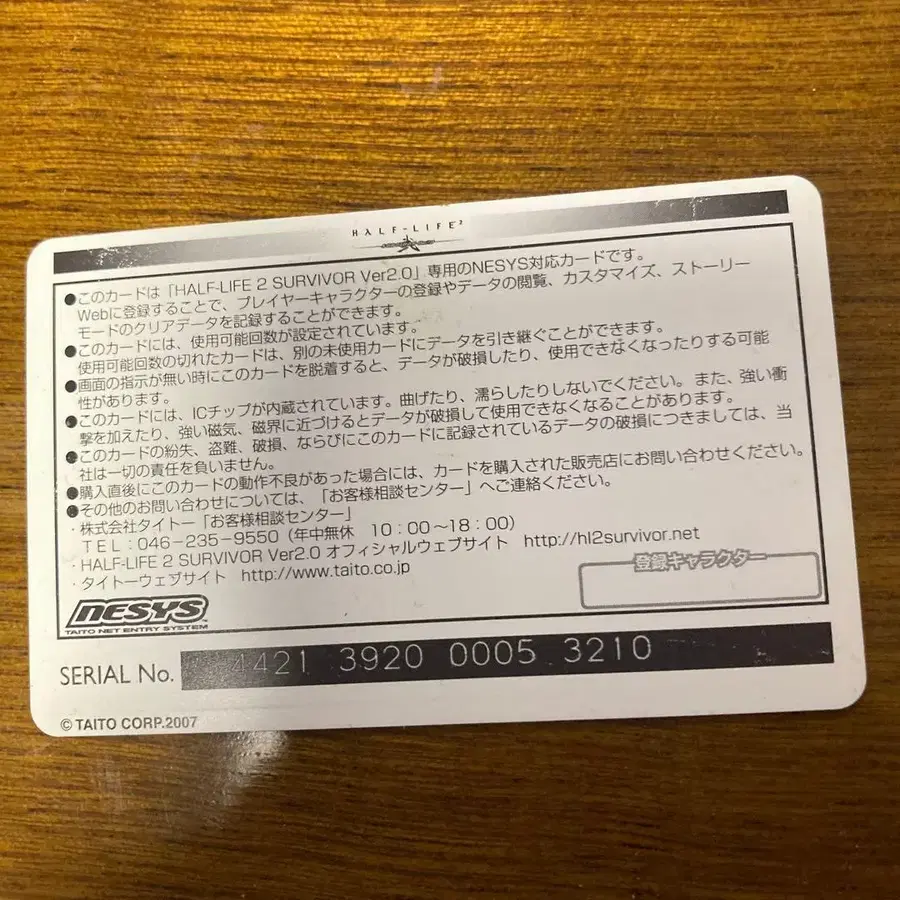 HALF-LIFE²
●このカードは「HALF-LIFE 2 SURVIVOR Ver2.0」専用のNESYS対応カードです。
Webに登録することで、プレイヤーキャラクターの登録やデータの閲覧、カスタマイズ、ストーリー
モードのクリアデータを記録することができます。
●このカードには、使用可能回数が設定されています。
使用可能回数の切れたカードは、別の未使用カードにデータを引き継ぐことができます。
●画面の指示が無い時にこのカードを脱着すると、データが破損したり、使用できなくなったりする可能
性があります。
●このカードには、ICチップが内蔵されています。曲げたり、濡らしたりしないでください。また、強い衝
撃を加えたり、強い磁気、磁界に近づけるとデータが破損して使用できなくなることがあります。
●このカードの紛失、盗難、破損、ならびにこのカードに記録されているデータの破損につきましては、当
社は一切の責任を負いません。
●購入直後にこのカードの動作不良があった場合には、カードを購入された販売店にお問い合わせください。
●その他のお問い合わせについては、「お客様相談センター」へご連絡ください。
・株式会社タイトー「お客様相談センター」
TEL：046-235-9550（年中無休 10：00～18：00）
・HALF-LIFE 2 SURVIVOR Ver2.0 オフィシャルウェブサイト http://hl2survivor.net
・タイトーウェブサイト http://www.taito.co.jp
登録キャラクター
NESYS™
TAITO NET ENTRY SYSTEM
SERIAL No. 4421 3920 0005 3210
© TAITO CORP.2007